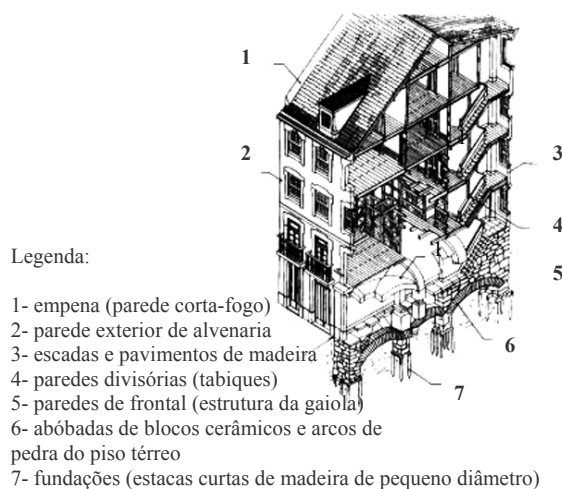 1
2
3
4
5
6
7
Legenda:
1- empena (parede corta-fogo)
2- parede exterior de alvenaria
3- escadas e pavimentos de madeira
4- paredes divisórias (tabiques)
5- paredes de frontal (estrutura da gaiola)
6- abóbadas de blocos cerâmicos e arcos de
pedra do piso térreo
7- fundações (estacas curtas de madeira de pequeno diâmetro)